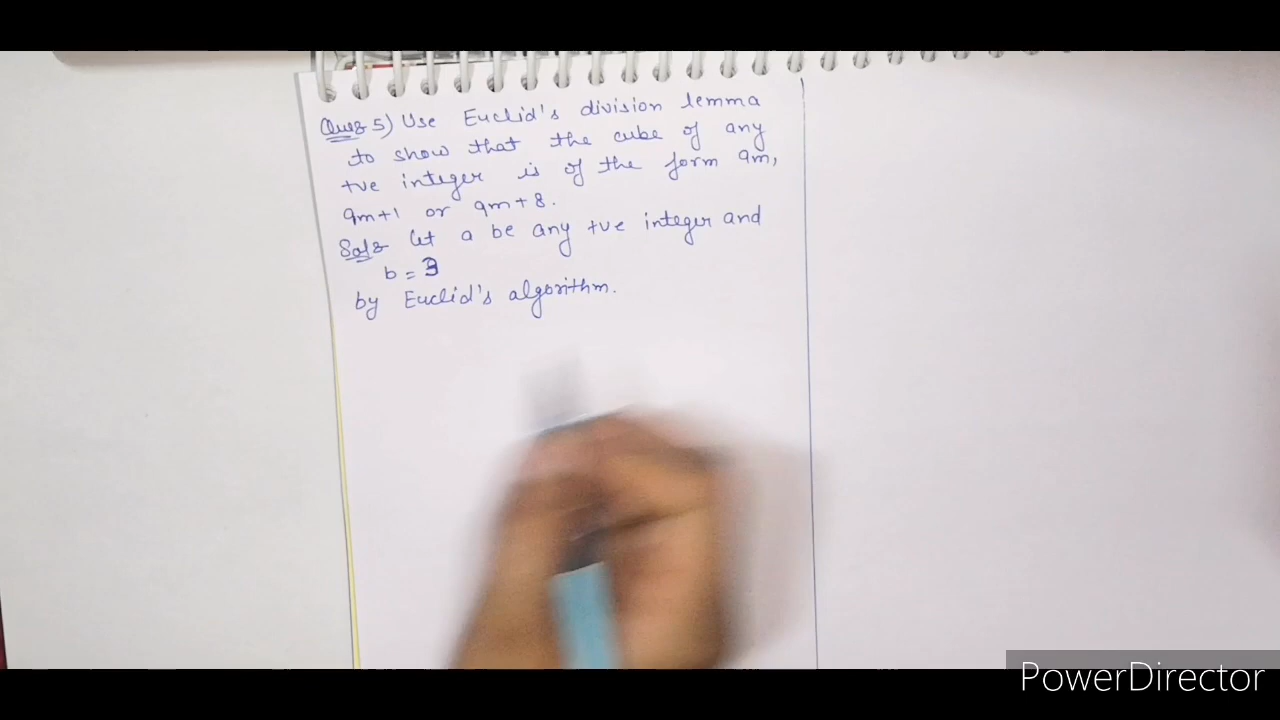 Ques 5) Use Euclid's division lemma
to show that the cube of any
+ve integer is of the form 9m,
9m+1 or 9m+8.
Sol: let a be any +ve integer and
b = 3
by Euclid's algorithm.
PowerDirector